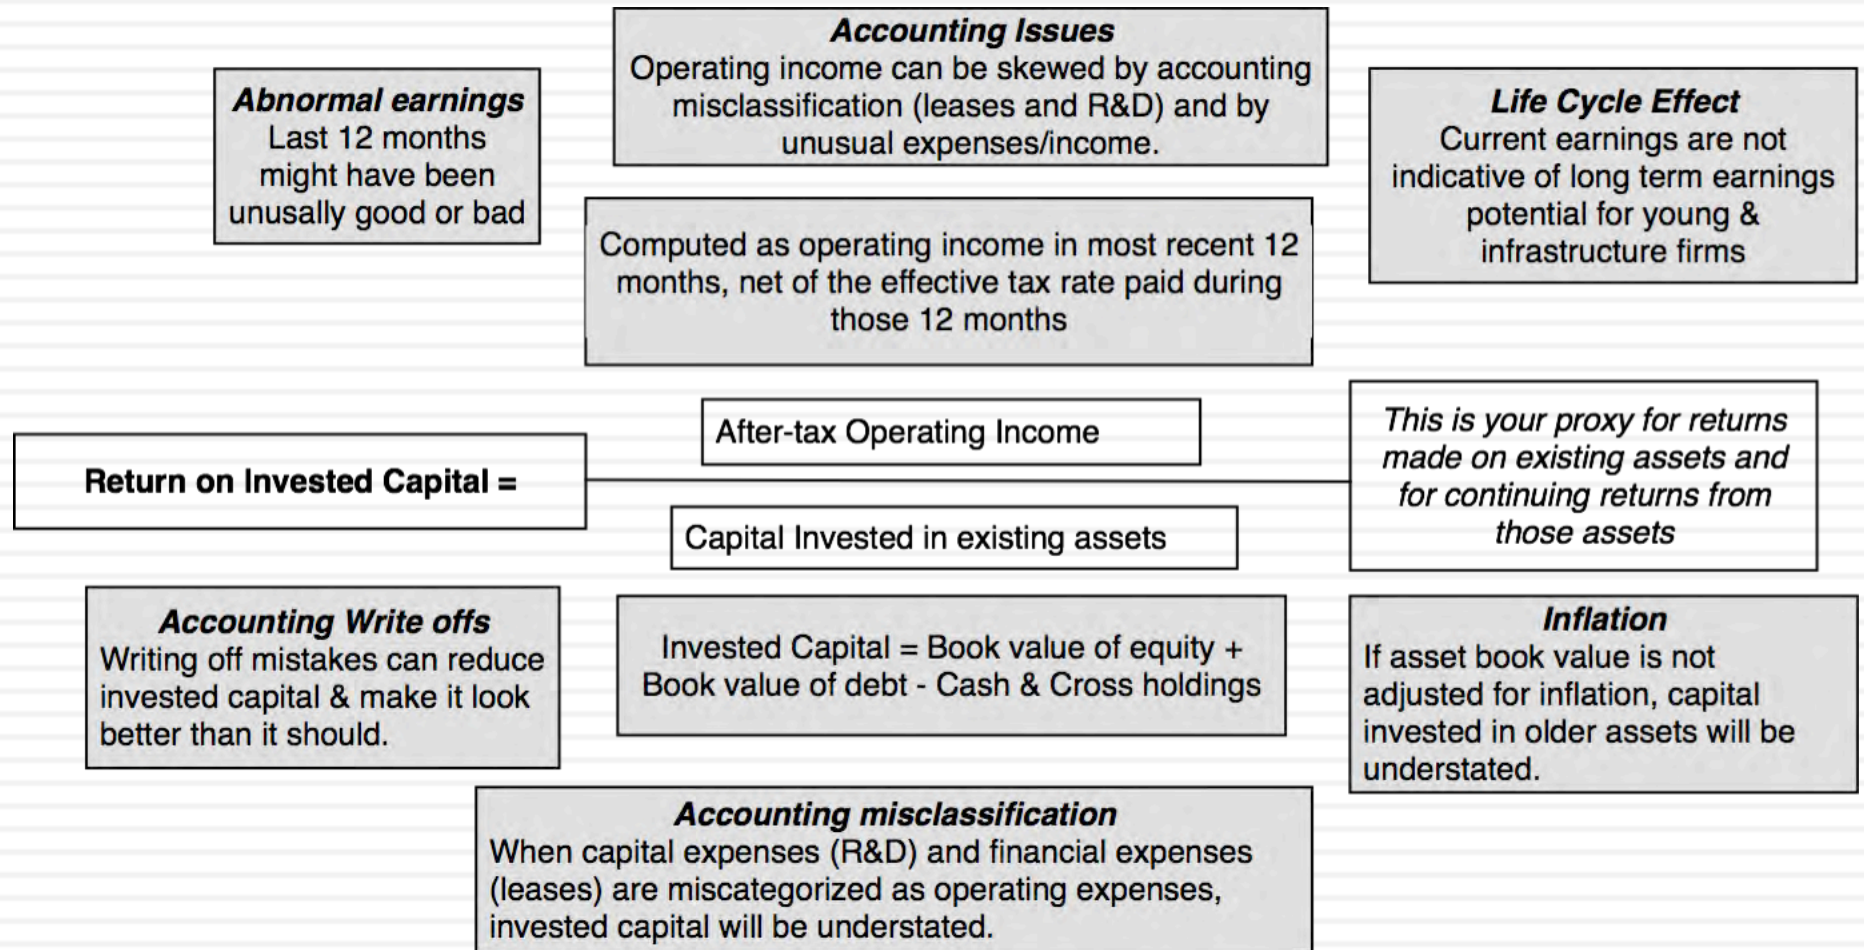 Accounting Issues
Operating income can be skewed by accounting
misclassification (leases and R&D) and by
unusual expenses/income.
Abnormal earnings
Last 12 months
might have been
unusally good or bad
Life Cycle Effect
Current earnings are not
indicative of long term earnings
potential for young &
infrastructure firms
Computed as operating income in most recent 12
months, net of the effective tax rate paid during
those 12 months
After-tax Operating Income
Return on Invested Capital =
Capital Invested in existing assets
This is your proxy for returns
made on existing assets and
for continuing returns from
those assets
Accounting Write offs
Writing off mistakes can reduce
invested capital & make it look
better than it should.
Invested Capital = Book value of equity +
Book value of debt - Cash & Cross holdings
Inflation
If asset book value is not
adjusted for inflation, capital
invested in older assets will be
understated.
Accounting misclassification
When capital expenses (R&D) and financial expenses
(leases) are miscategorized as operating expenses,
invested capital will be understated.